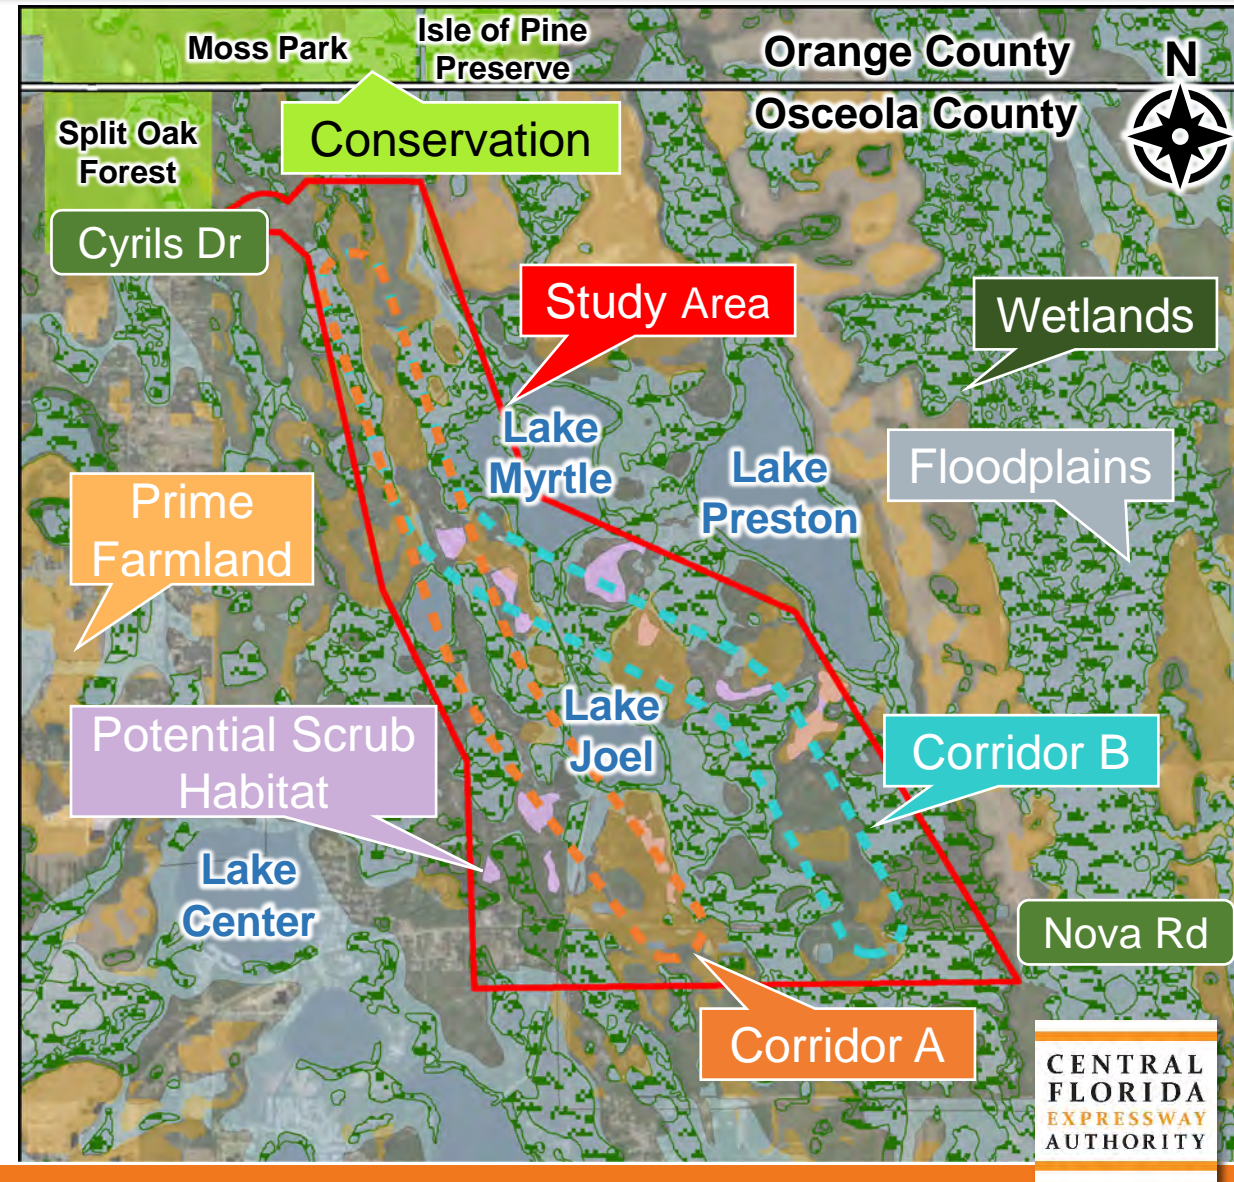 Moss Park
Isle of Pine
Preserve
Orange County
N
Osceola County
Split Oak
Forest
Conservation
Cyrils Dr
Study Area
Wetlands
Lake
Myrtle
Lake
Preston
Floodplains
Prime
Farmland
Lake
Joel
Potential Scrub
Habitat
Corridor B
Lake
Center
Nova Rd
Corridor A
CENTRAL
FLORIDA
EXPRESSWAY
AUTHORITY